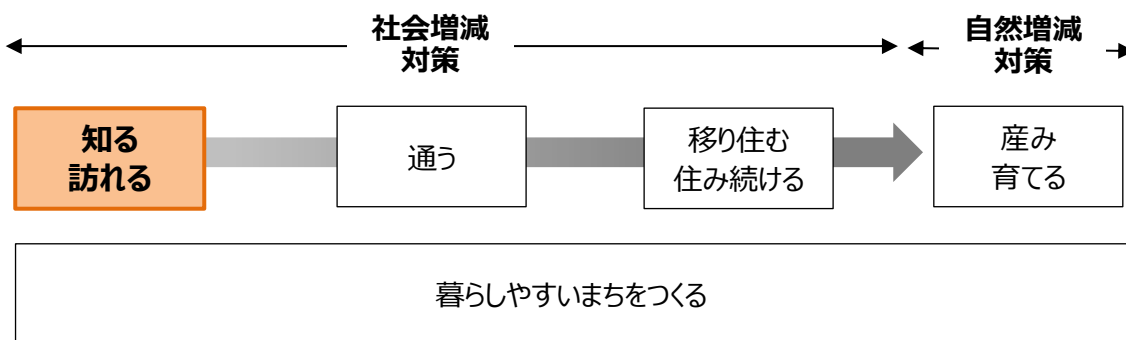 社会増減
対策
自然増減
対策
知る
訪れる
通う
移り住む
住み続ける
産み
育てる
暮らしやすいまちをつくる